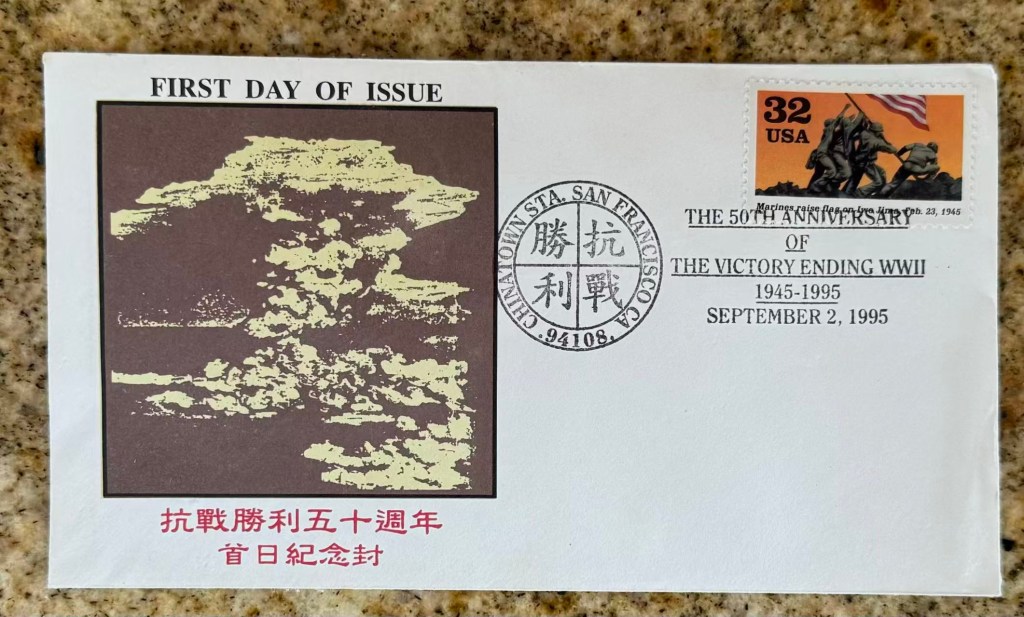 FIRST DAY OF ISSUE
32
USA
Marines raise flag on Iwo Jima, Feb. 23, 1945
CHINATOWN STA. SAN FRANCISCO CA
.94108.
勝抗
利戰
THE 50TH ANNIVERSARY
OF
THE VICTORY ENDING WWII
1945-1995
SEPTEMBER 2, 1995
抗戰勝利五十週年
首日紀念封